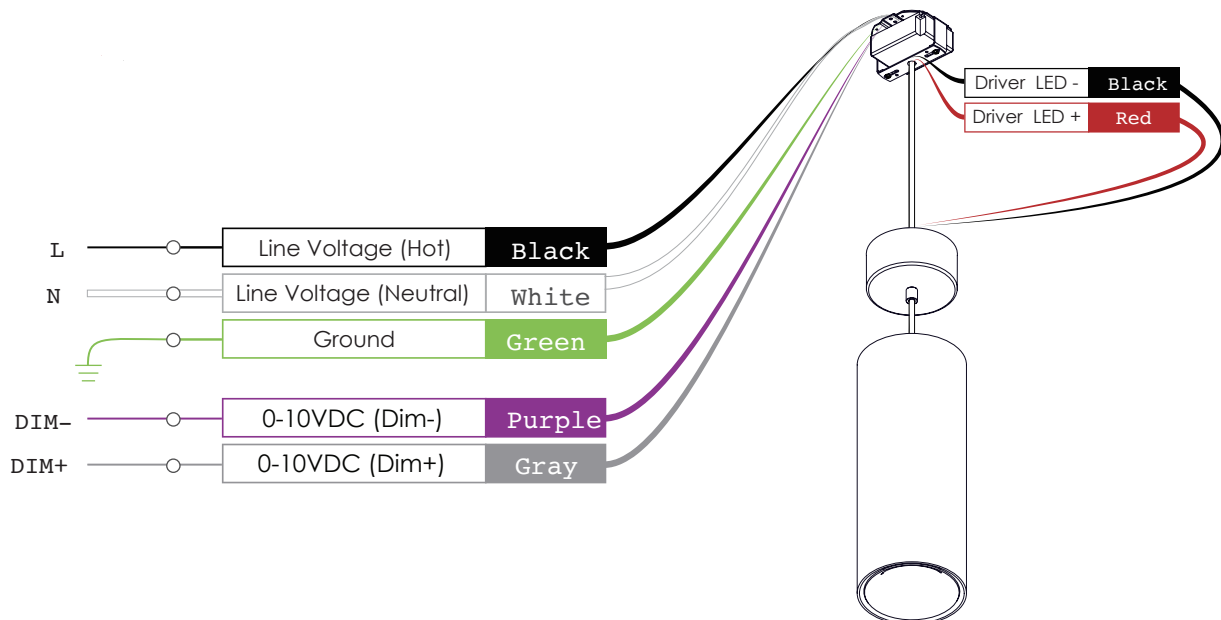 Driver LED - Black
Driver LED + Red
L Line Voltage (Hot) Black
N Line Voltage (Neutral) White
Ground Green
DIM- 0-10VDC (Dim-) Purple
DIM+ 0-10VDC (Dim+) Gray